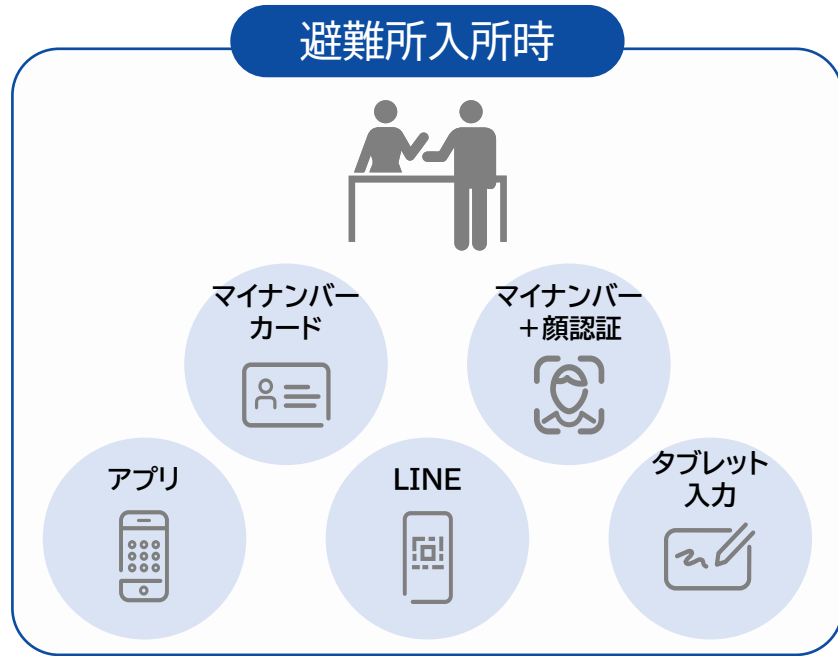 避難所入所時
マイナンバー
カード
マイナンバー
＋顔認証
アプリ
LINE
タブレット
入力